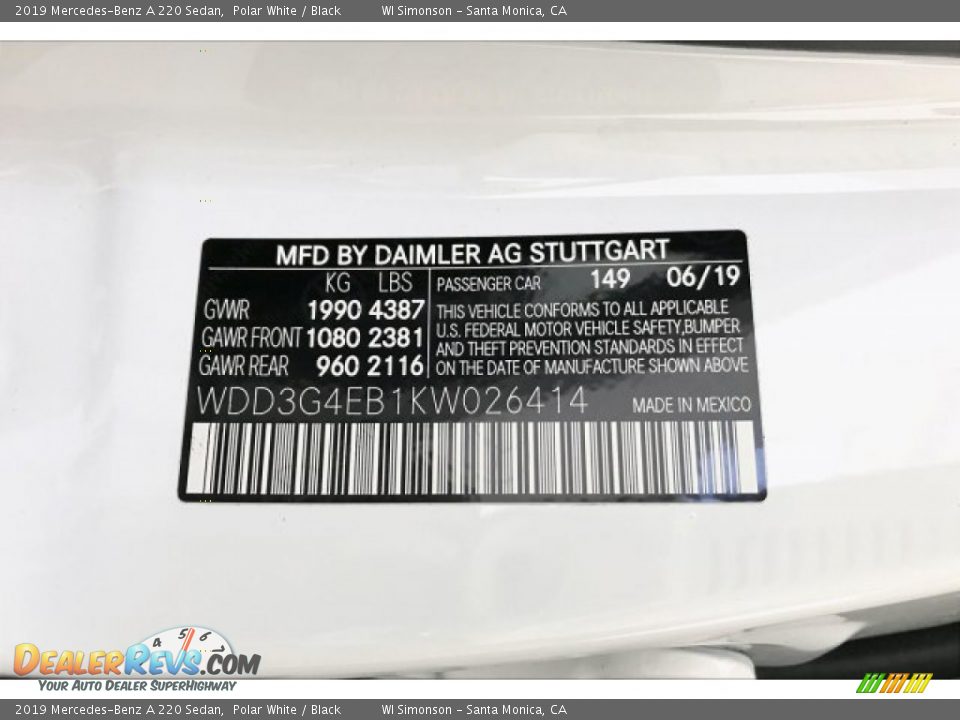 2019 Mercedes-Benz A 220 Sedan, Polar White / Black WI Simonson - Santa Monica, CA
MFD BY DAIMLER AG STUTTGART
KG LBS PASSENGER CAR 149 06/19
GVWR 1990 4387 THIS VEHICLE CONFORMS TO ALL APPLICABLE
GAWR FRONT 1080 2381 U.S. FEDERAL MOTOR VEHICLE SAFETY,BUMPER
AND THEFT PREVENTION STANDARDS IN EFFECT
GAWR REAR 960 2116 ON THE DATE OF MANUFACTURE SHOWN ABOVE
WDD3G4EB1KW026414 MADE IN MEXICO
4 5 6 7
DEALERREVS.COM
YOUR AUTO DEALER SUPERHIGHWAY
2019 Mercedes-Benz A 220 Sedan, Polar White / Black WI Simonson - Santa Monica, CA